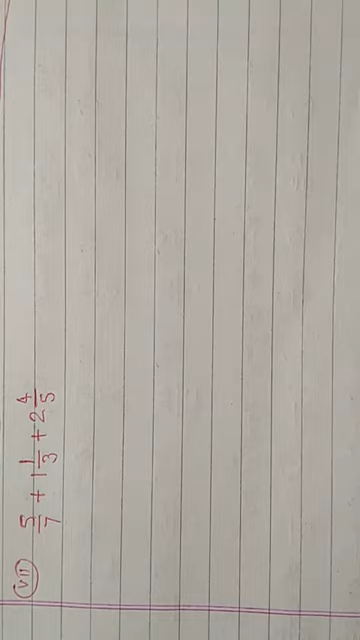 (VII) 5/7 + 1 1/3 + 2 4/5